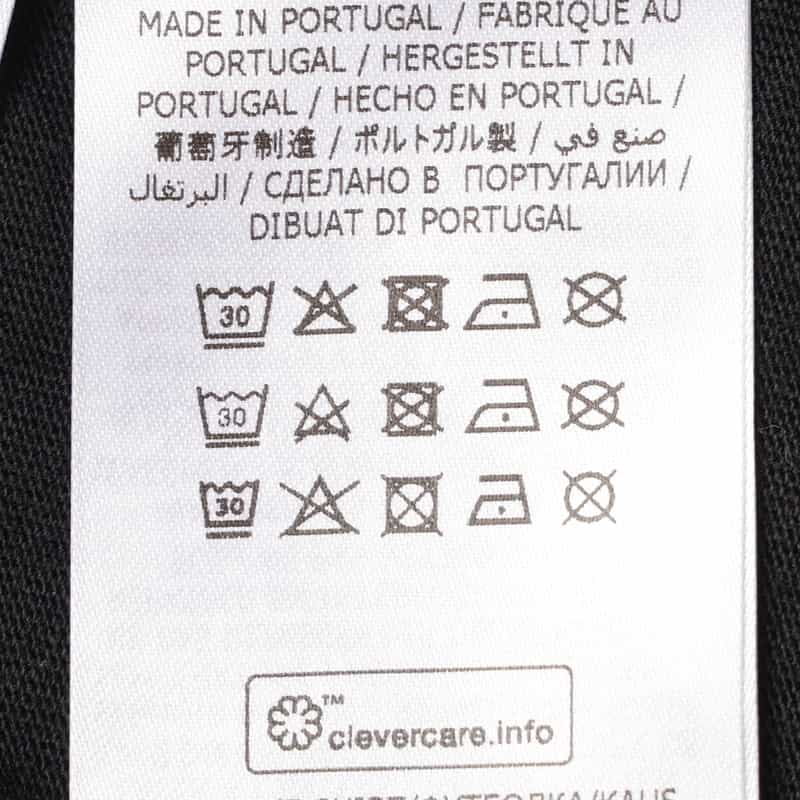 MADE IN PORTUGAL / FABRIQUÉ AU
PORTUGAL / HERGESTELLT IN
PORTUGAL / HECHO EN PORTUGAL /
葡萄牙制造 / ポルトガル製 / صنع في
البرتغال / СДЕЛАНО В ПОРТУГАЛИИ /
DIBUAT DI PORTUGAL
30
30
30
™
clevercare.info